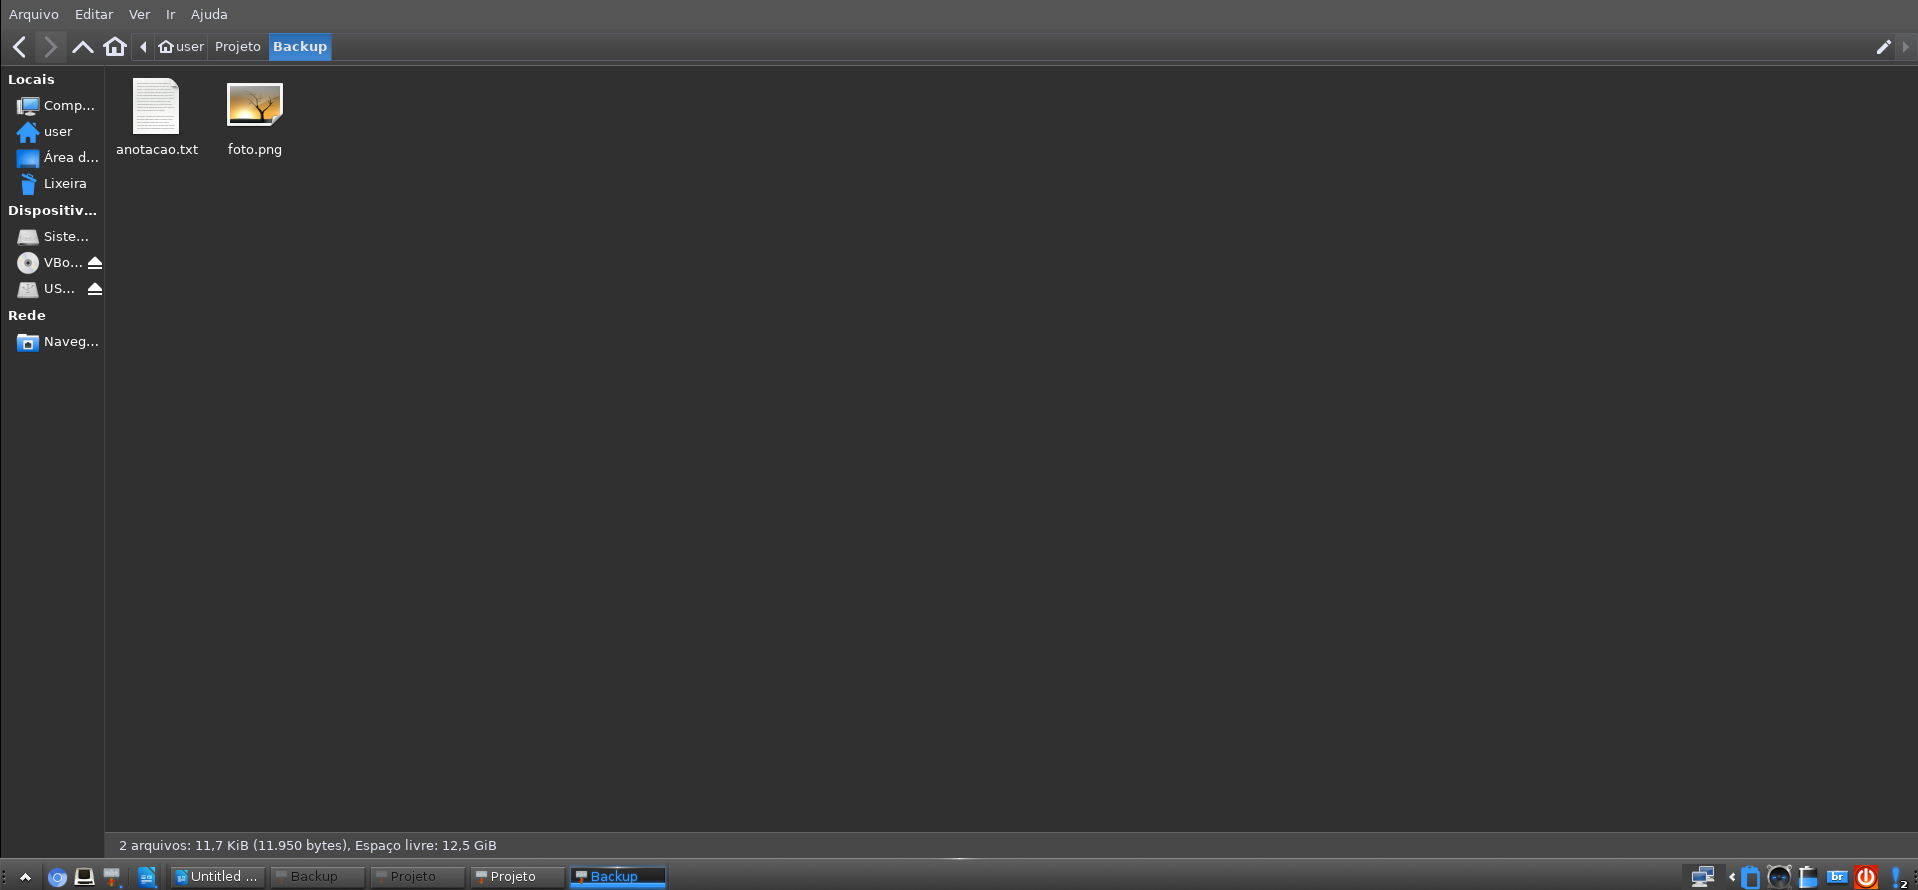 Arquivo Editar Ver Ir Ajuda
user Projeto Backup
Locais
Comp...
user
Área d...
Lixeira
Dispositiv...
Siste...
VBo...
US...
Rede
Naveg...
anotacao.txt foto.png
2 arquivos: 11,7 KiB (11.950 bytes), Espaço livre: 12,5 GiB
Untitled ... Backup Projeto Projeto Backup br 2